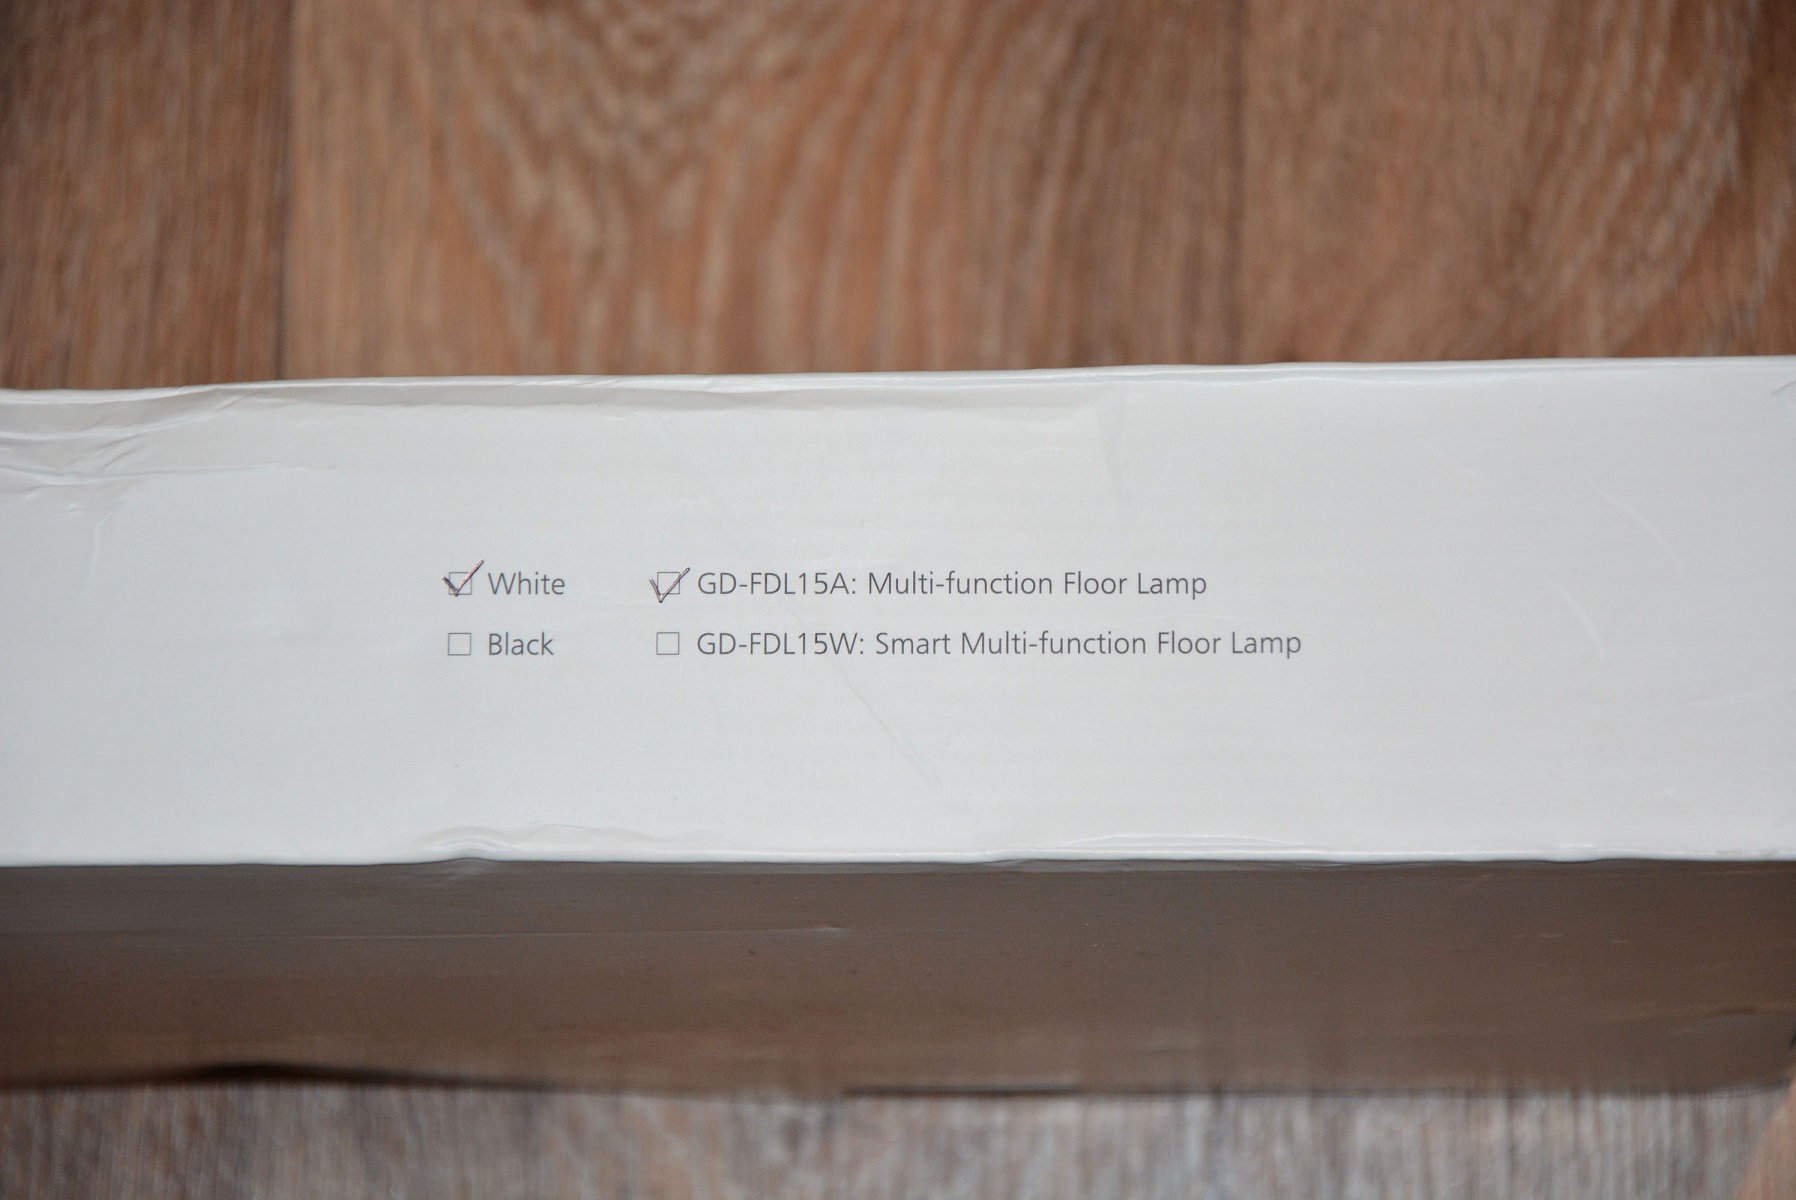 ☑ White ☑ GD-FDL15A: Multi-function Floor Lamp
☐ Black ☐ GD-FDL15W: Smart Multi-function Floor Lamp